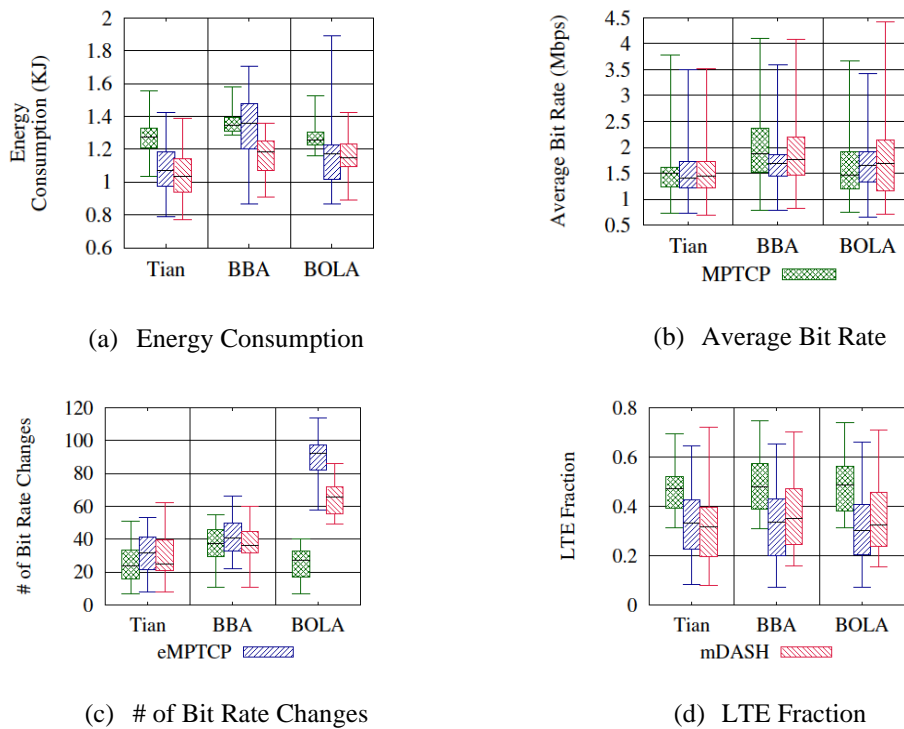 2
1.8
1.6
1.4
1.2
1
0.8
0.6
Energy
Consumption (KJ)
Tian BBA BOLA
(a) Energy Consumption
4.5
4
3.5
3
2.5
2
1.5
1
0.5
Average Bit Rate (Mbps)
Tian BBA BOLA
MPTCP
(b) Average Bit Rate
120
100
80
60
40
20
0
# of Bit Rate Changes
Tian BBA BOLA
eMPTCP
(c) # of Bit Rate Changes
0.8
0.6
0.4
0.2
0
LTE Fraction
Tian BBA BOLA
mDASH
(d) LTE Fraction